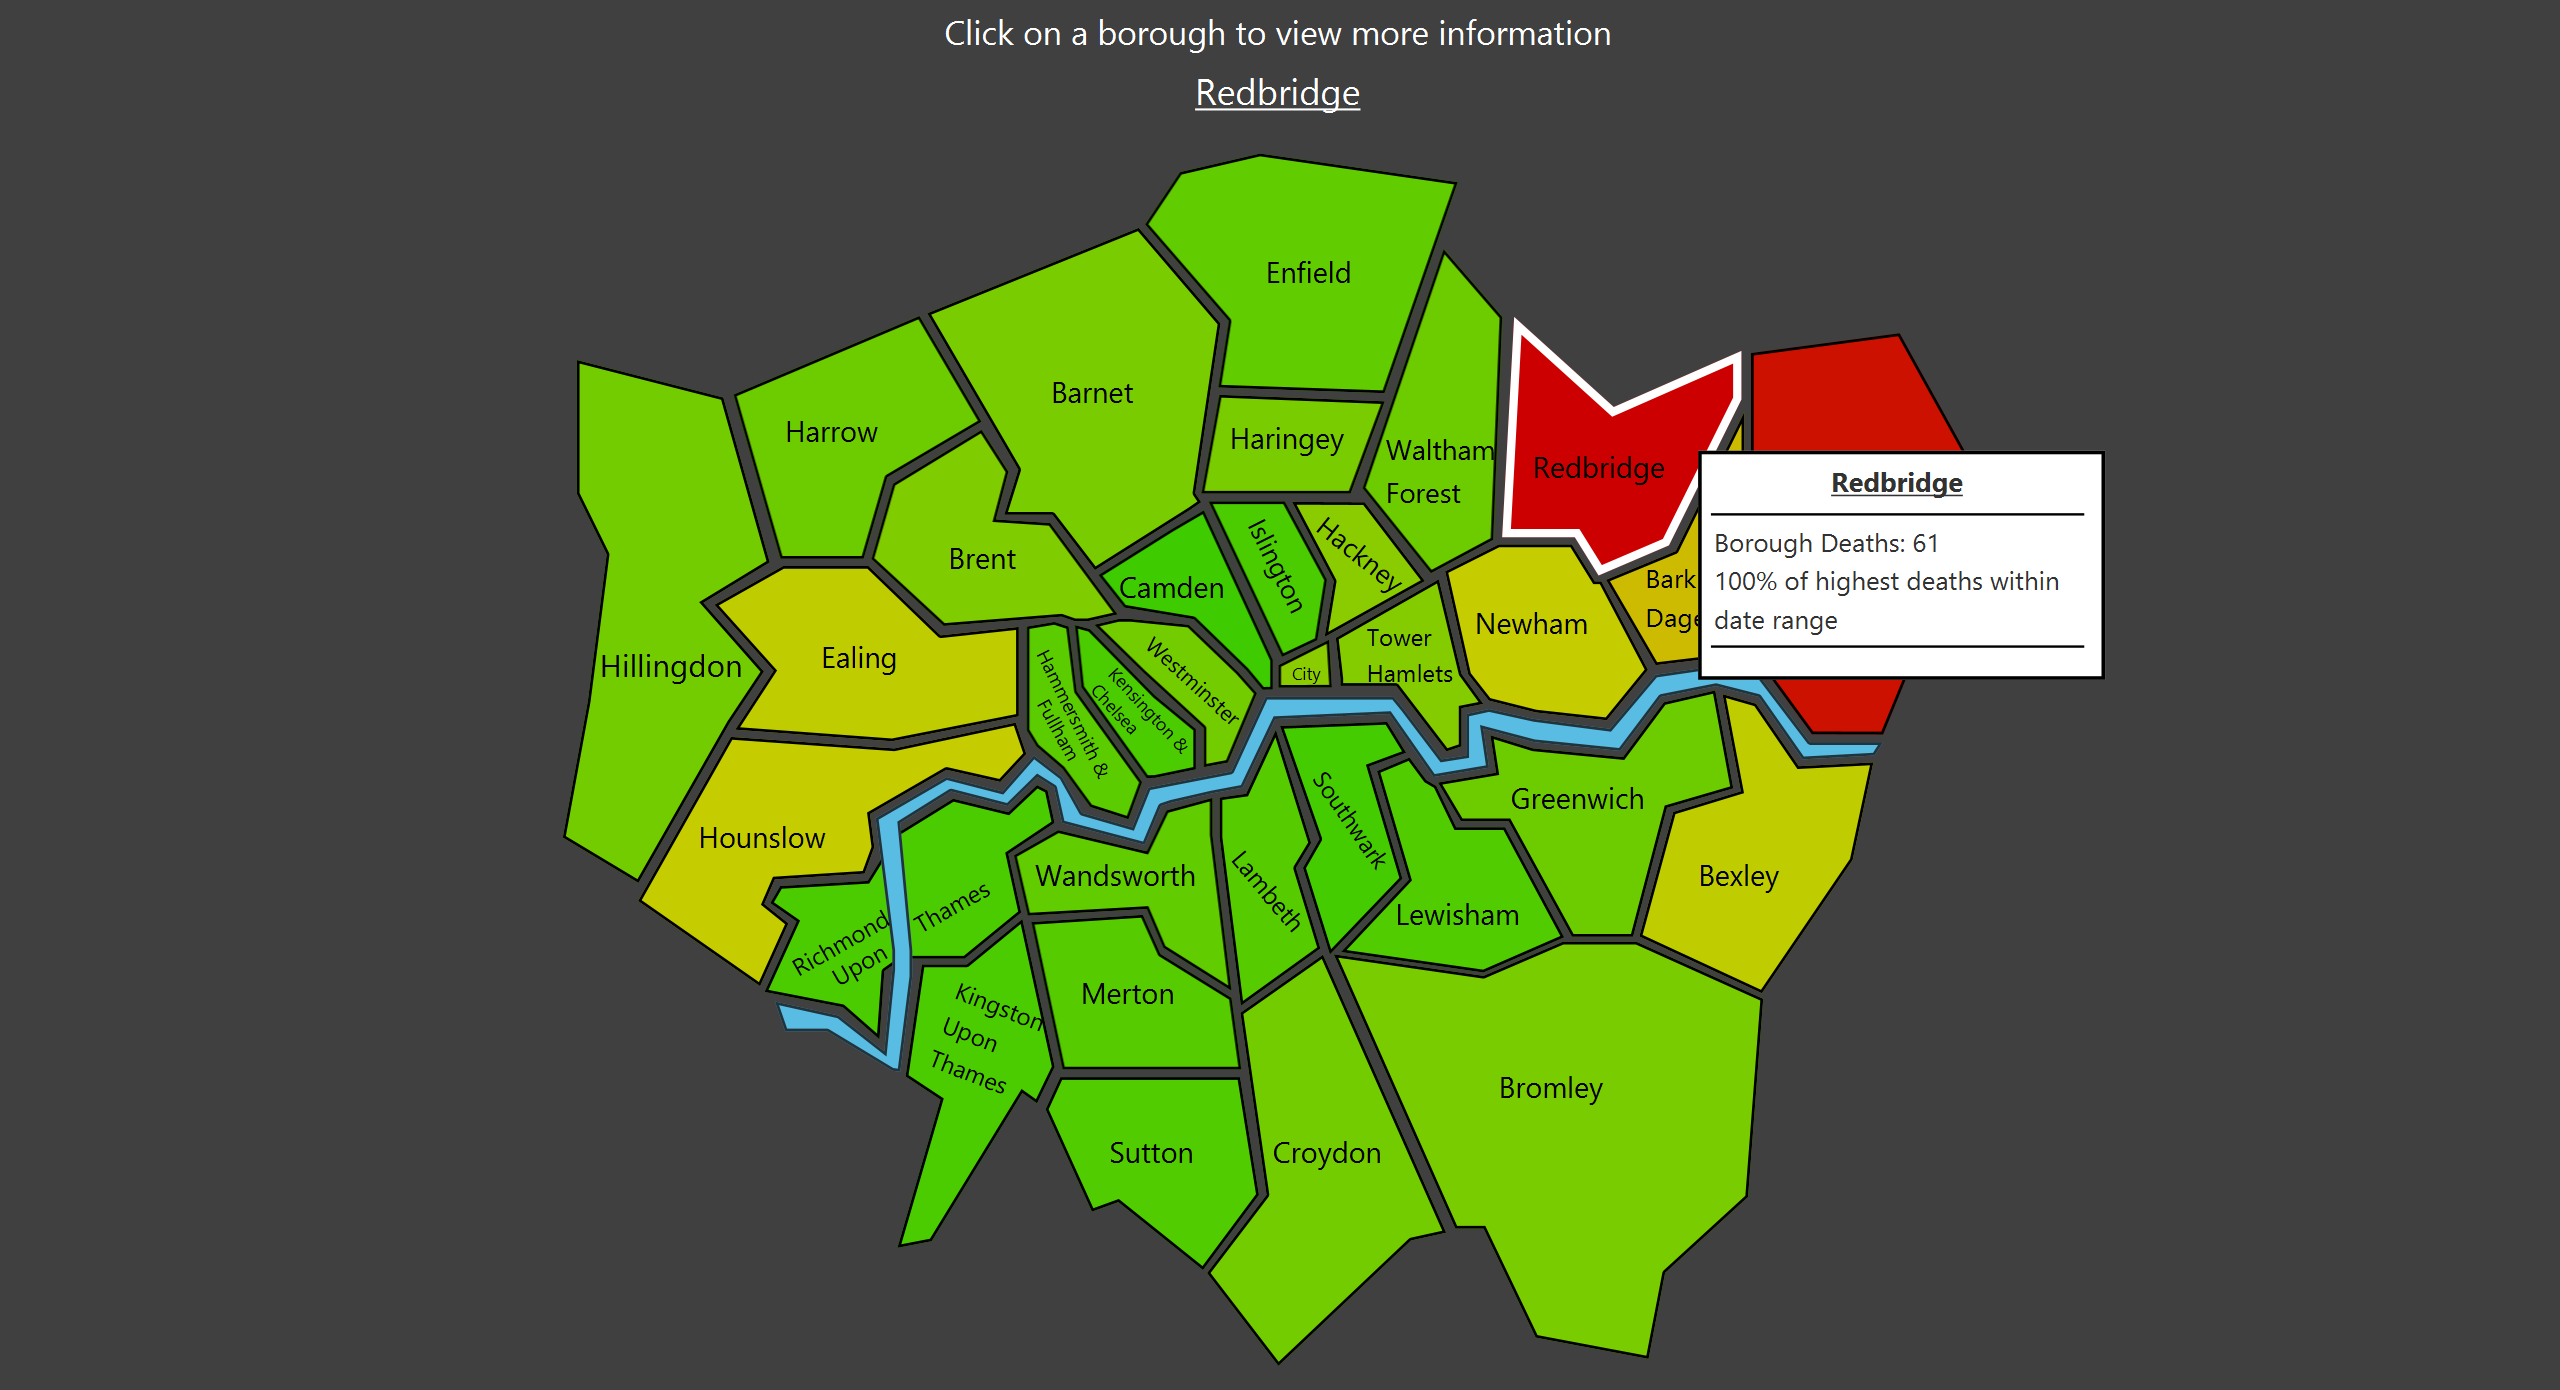 Click on a borough to view more information
Redbridge
Enfield
Barnet
Harrow
Haringey
Waltham
Forest
Redbridge
Redbridge
Borough Deaths: 61
100% of highest deaths within
date range
Brent
Camden
Islington
Hackney
Bark
Dage
Newham
Tower
Hamlets
City
Ealing
Hillingdon
Hammersmith &
Fullham
Kensington &
Chelsea
Westminster
Hounslow
Southwark
Greenwich
Bexley
Wandsworth
Lambeth
Lewisham
Richmond
Upon
Thames
Merton
Kingston
Upon
Thames
Bromley
Sutton
Croydon